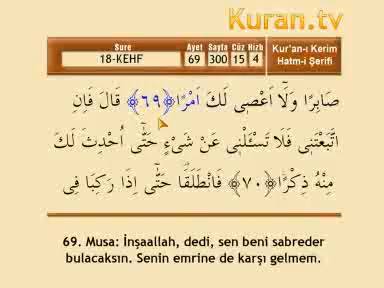 Kuran.tv
Sure Ayet Sayfa Cüz Hizb
18-KEHF 69 300 15 4
Kur'an-ı Kerim
Hatm-i Şerifi
صَابِرًا وَلَٓا اَعْصٖى لَكَ اَمْرًا ﴿٦٩﴾ قَالَ فَاِنِ
اتَّبَعْتَنٖى فَلَا تَسْـَٔلْنٖى عَنْ شَىْءٍ حَتّٰٓى اُحْدِثَ لَكَ
مِنْهُ ذِكْرًا ﴿٧٠﴾ فَانْطَلَقَا حَتّٰٓى اِذَا رَكِبَا فِى
69. Musa: İnşaallah, dedi, sen beni sabreder
bulacaksın. Senin emrine de karşı gelmem.